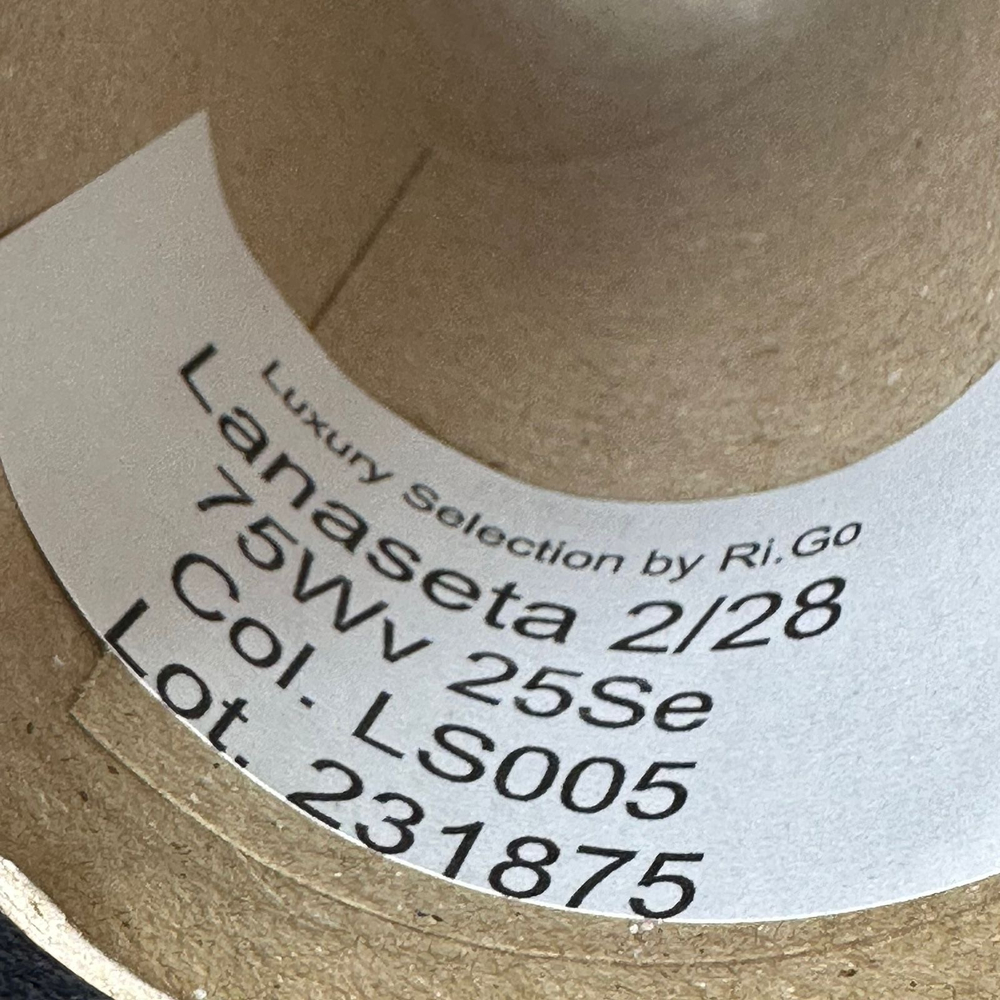 Luxury Selection by Ri.Go
Lanaseta 2/28
75Wv 25Se
Col. LS005
Lot. 231875